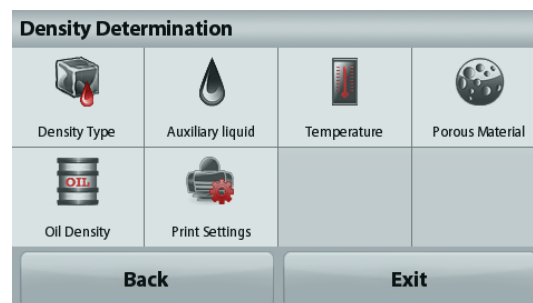 Density Determination
Density Type
Auxiliary liquid
Temperature
Porous Material
OIL
Oil Density
Print Settings
Back
Exit